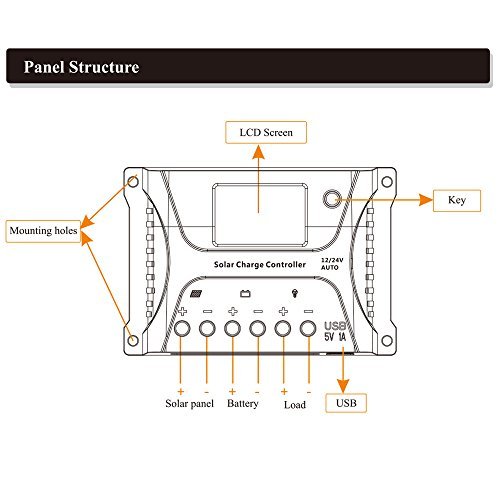 Panel Structure
LCD Screen
Key
Mounting holes
Solar Charge Controller
12/24V
AUTO
+ − + − + −
USB
5V 1A
+ - + - + -
Solar panel Battery Load
USB